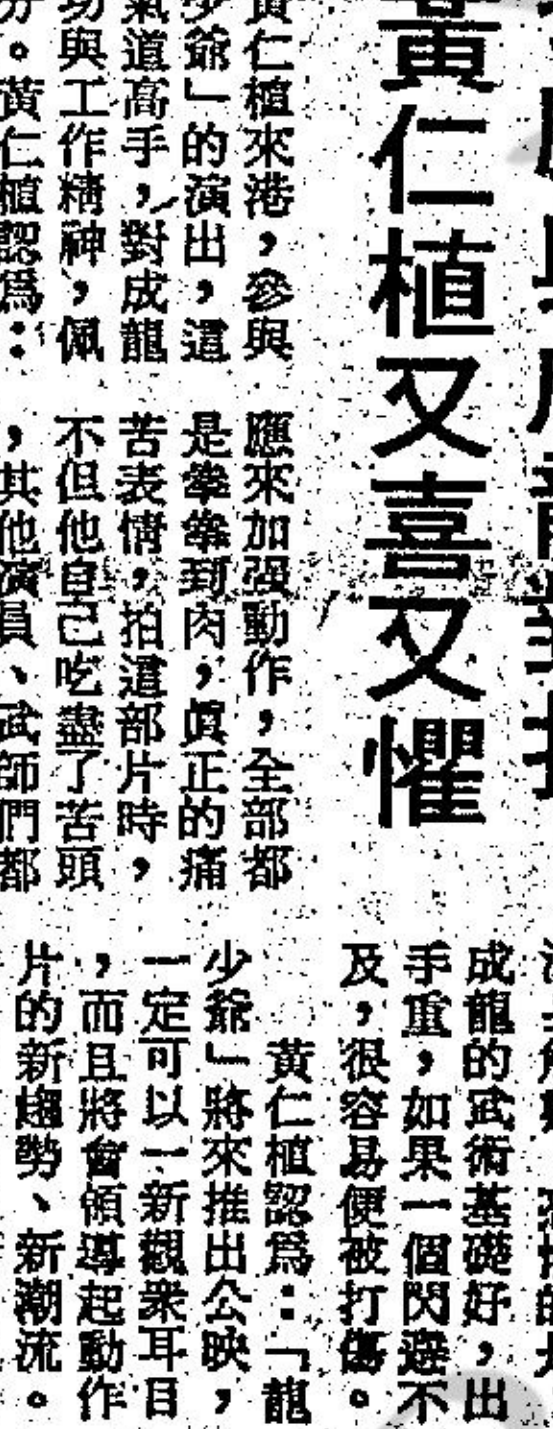 黃仁植又喜又懼
黃仁植來港，參與
少爺」的演出，這
氣道高手，對成龍
功與工作精神，佩
分。黃仁植認爲：
應來加强動作，全部都
是拳拳到肉，眞正的痛
苦表情，拍這部片時，
不但他自己吃盡了苦頭
，其他演員、武師們都
成龍的武術基礎好，出
手重，如果一個閃避不
及，很容易便被打傷。
黃仁植認爲：「龍
少爺」將來推出公映，
一定可以一新觀衆耳目
，而且將會領導起動作
片的新趨勢、新潮流。